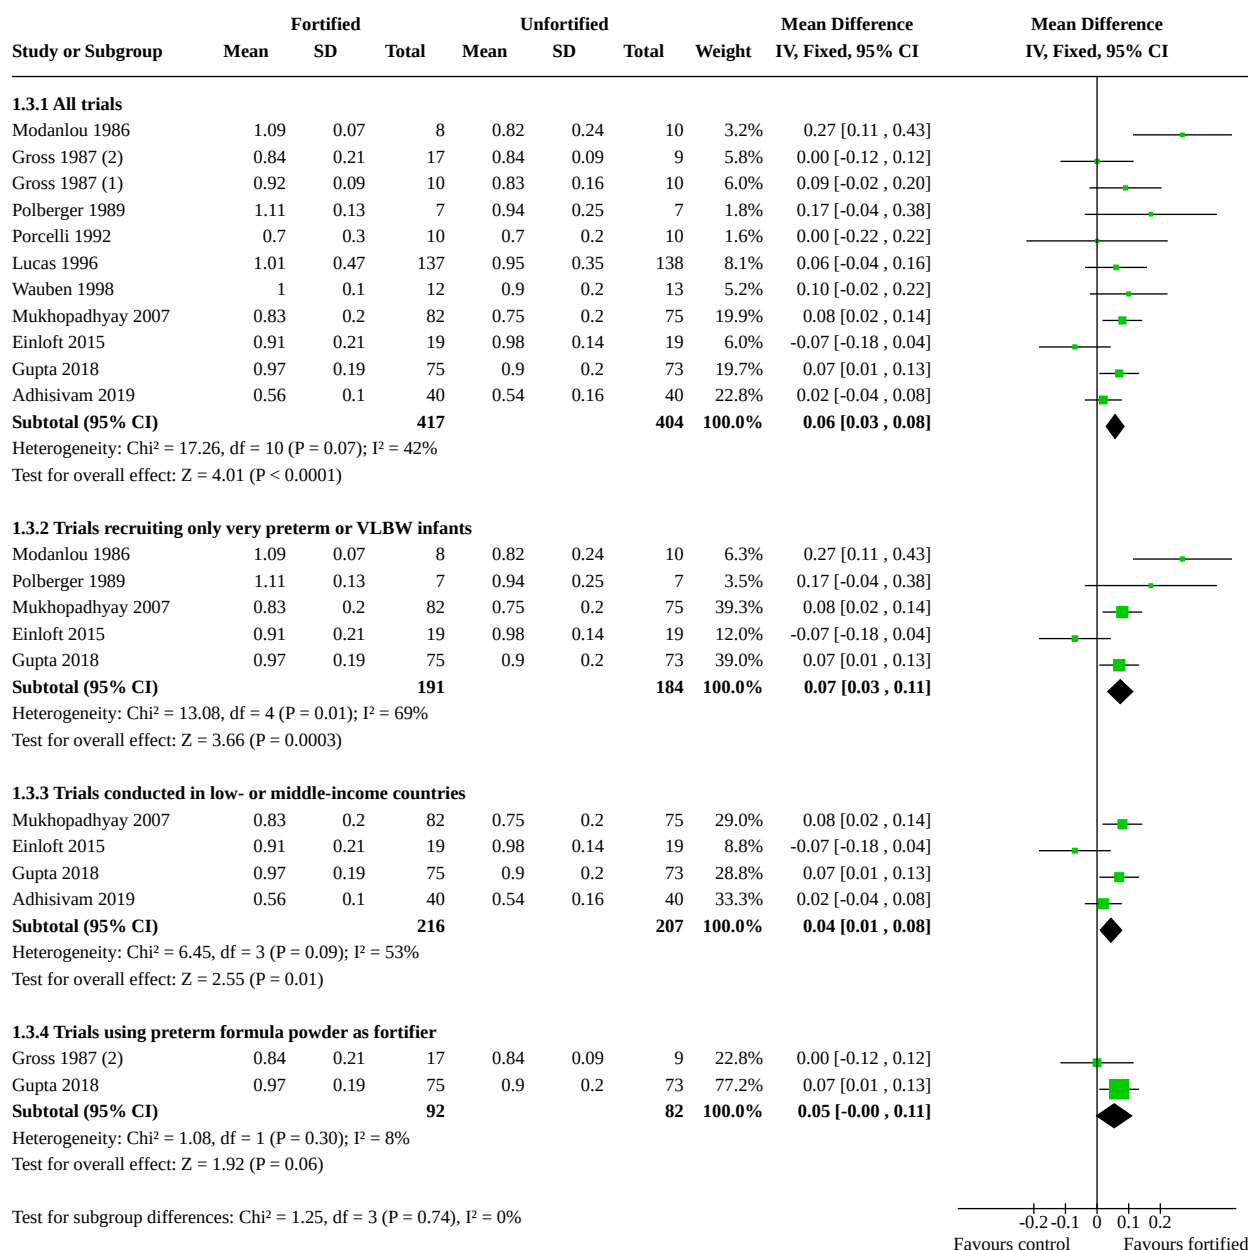 Fortified Unfortified Mean Difference Mean Difference
Study or Subgroup Mean SD Total Mean SD Total Weight IV, Fixed, 95% CI IV, Fixed, 95% CI
1.3.1 All trials
Modanlou 1986 1.09 0.07 8 0.82 0.24 10 3.2% 0.27 [0.11 , 0.43]
Gross 1987 (2) 0.84 0.21 17 0.84 0.09 9 5.8% 0.00 [-0.12 , 0.12]
Gross 1987 (1) 0.92 0.09 10 0.83 0.16 10 6.0% 0.09 [-0.02 , 0.20]
Polberger 1989 1.11 0.13 7 0.94 0.25 7 1.8% 0.17 [-0.04 , 0.38]
Porcelli 1992 0.7 0.3 10 0.7 0.2 10 1.6% 0.00 [-0.22 , 0.22]
Lucas 1996 1.01 0.47 137 0.95 0.35 138 8.1% 0.06 [-0.04 , 0.16]
Wauben 1998 1 0.1 12 0.9 0.2 13 5.2% 0.10 [-0.02 , 0.22]
Mukhopadhyay 2007 0.83 0.2 82 0.75 0.2 75 19.9% 0.08 [0.02 , 0.14]
Einloft 2015 0.91 0.21 19 0.98 0.14 19 6.0% -0.07 [-0.18 , 0.04]
Gupta 2018 0.97 0.19 75 0.9 0.2 73 19.7% 0.07 [0.01 , 0.13]
Adhisivam 2019 0.56 0.1 40 0.54 0.16 40 22.8% 0.02 [-0.04 , 0.08]
Subtotal (95% CI) 417 404 100.0% 0.06 [0.03 , 0.08]
Heterogeneity: Chi² = 17.26, df = 10 (P = 0.07); I² = 42%
Test for overall effect: Z = 4.01 (P < 0.0001)
1.3.2 Trials recruiting only very preterm or VLBW infants
Modanlou 1986 1.09 0.07 8 0.82 0.24 10 6.3% 0.27 [0.11 , 0.43]
Polberger 1989 1.11 0.13 7 0.94 0.25 7 3.5% 0.17 [-0.04 , 0.38]
Mukhopadhyay 2007 0.83 0.2 82 0.75 0.2 75 39.3% 0.08 [0.02 , 0.14]
Einloft 2015 0.91 0.21 19 0.98 0.14 19 12.0% -0.07 [-0.18 , 0.04]
Gupta 2018 0.97 0.19 75 0.9 0.2 73 39.0% 0.07 [0.01 , 0.13]
Subtotal (95% CI) 191 184 100.0% 0.07 [0.03 , 0.11]
Heterogeneity: Chi² = 13.08, df = 4 (P = 0.01); I² = 69%
Test for overall effect: Z = 3.66 (P = 0.0003)
1.3.3 Trials conducted in low- or middle-income countries
Mukhopadhyay 2007 0.83 0.2 82 0.75 0.2 75 29.0% 0.08 [0.02 , 0.14]
Einloft 2015 0.91 0.21 19 0.98 0.14 19 8.8% -0.07 [-0.18 , 0.04]
Gupta 2018 0.97 0.19 75 0.9 0.2 73 28.8% 0.07 [0.01 , 0.13]
Adhisivam 2019 0.56 0.1 40 0.54 0.16 40 33.3% 0.02 [-0.04 , 0.08]
Subtotal (95% CI) 216 207 100.0% 0.04 [0.01 , 0.08]
Heterogeneity: Chi² = 6.45, df = 3 (P = 0.09); I² = 53%
Test for overall effect: Z = 2.55 (P = 0.01)
1.3.4 Trials using preterm formula powder as fortifier
Gross 1987 (2) 0.84 0.21 17 0.84 0.09 9 22.8% 0.00 [-0.12 , 0.12]
Gupta 2018 0.97 0.19 75 0.9 0.2 73 77.2% 0.07 [0.01 , 0.13]
Subtotal (95% CI) 92 82 100.0% 0.05 [-0.00 , 0.11]
Heterogeneity: Chi² = 1.08, df = 1 (P = 0.30); I² = 8%
Test for overall effect: Z = 1.92 (P = 0.06)
Test for subgroup differences: Chi² = 1.25, df = 3 (P = 0.74), I² = 0%
-0.2 -0.1 0 0.1 0.2
Favours control Favours fortified